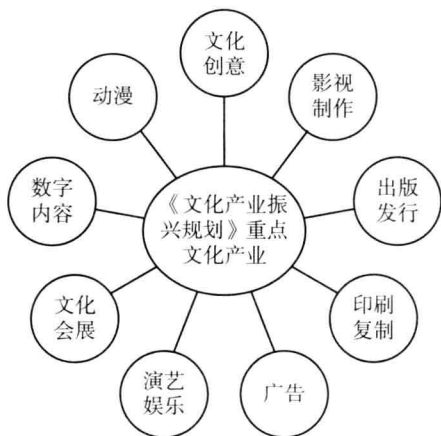 文化
创意
影视
制作
出版
发行
印刷
复制
广告
演艺
娱乐
文化
会展
数字
内容
动漫
《文化产业振
兴规划》重点
文化产业